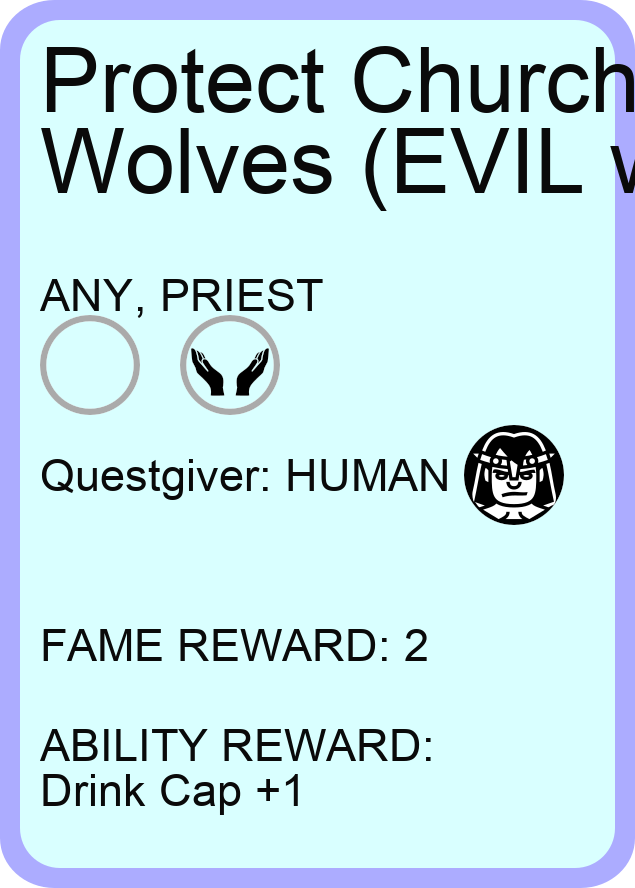 Protect Church
Wolves (EVIL
ANY, PRIEST
Questgiver: HUMAN
FAME REWARD: 2
ABILITY REWARD:
Drink Cap +1